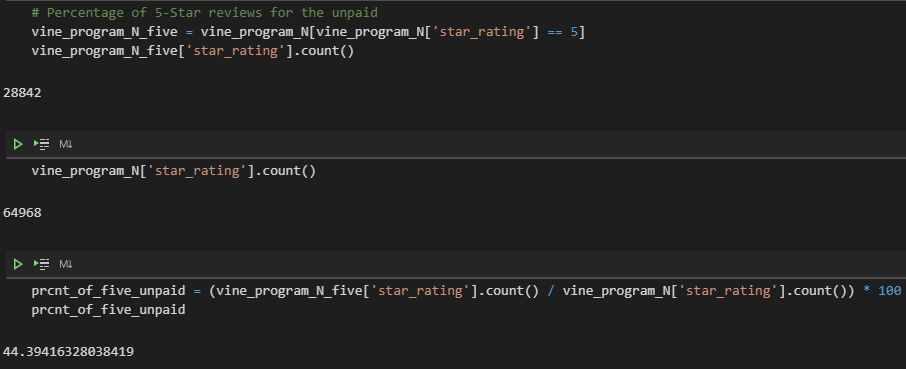 # Percentage of 5-Star reviews for the unpaid
vine_program_N_five = vine_program_N[vine_program_N['star_rating'] == 5]
vine_program_N_five['star_rating'].count()
28842
M↓
vine_program_N['star_rating'].count()
64968
M↓
prcnt_of_five_unpaid = (vine_program_N_five['star_rating'].count() / vine_program_N['star_rating'].count()) * 100
prcnt_of_five_unpaid
44.39416328038419